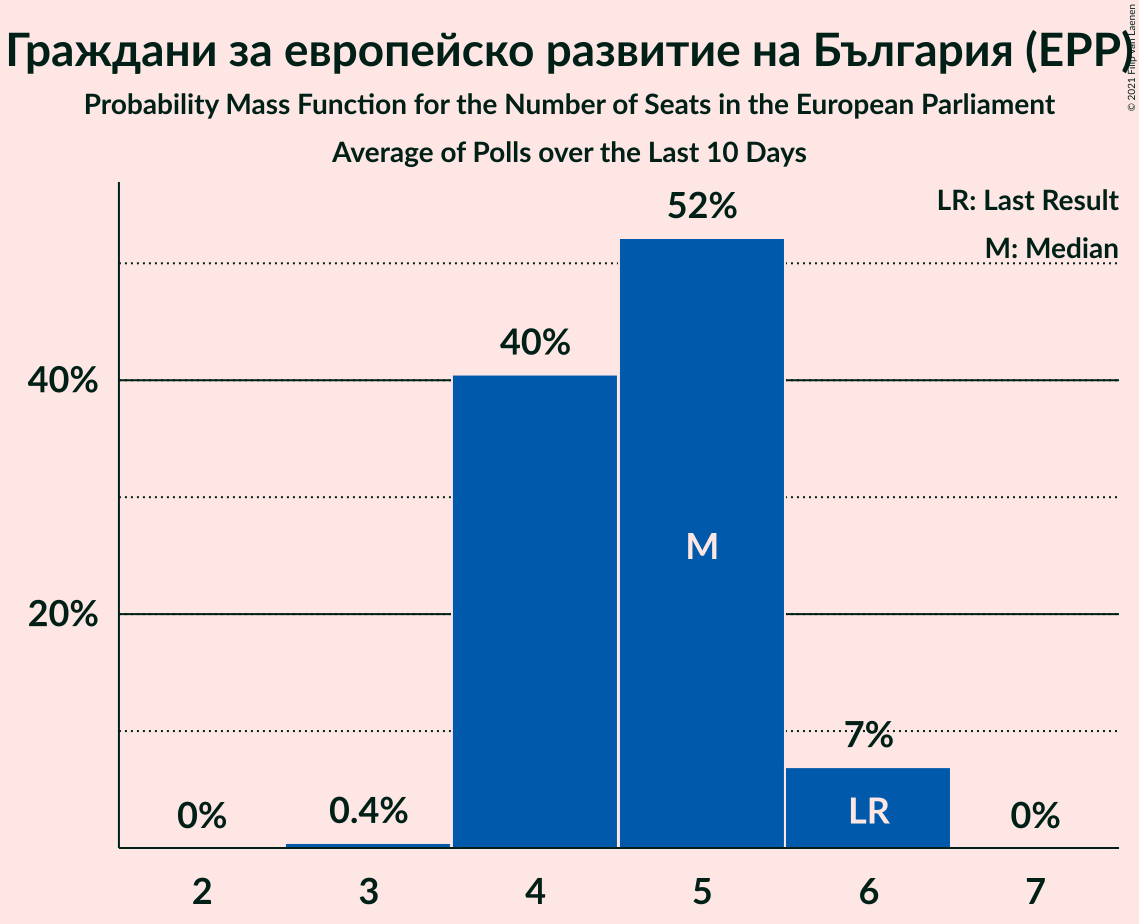 Граждани за европейско развитие на България (EPP)
Probability Mass Function for the Number of Seats in the European Parliament
Average of Polls over the Last 10 Days
© 2021 Filip van Laenen
LR: Last Result
M: Median
52%
40%
40%
M
20%
7%
LR
0%
0.4%
0%
2 3 4 5 6 7